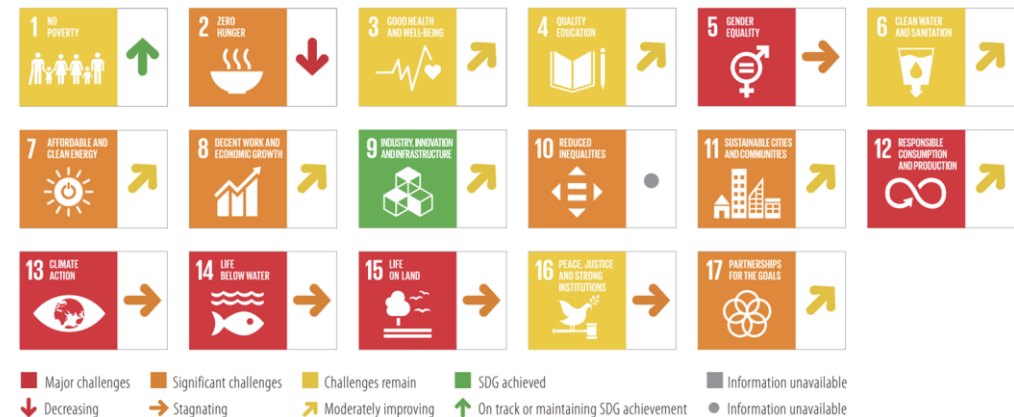 1 NO
POVERTY
2 ZERO
HUNGER
3 GOOD HEALTH
AND WELL-BEING
4 QUALITY
EDUCATION
5 GENDER
EQUALITY
6 CLEAN WATER
AND SANITATION
7 AFFORDABLE AND
CLEAN ENERGY
8 DECENT WORK AND
ECONOMIC GROWTH
9 INDUSTRY, INNOVATION
AND INFRASTRUCTURE
10 REDUCED
INEQUALITIES
11 SUSTAINABLE CITIES
AND COMMUNITIES
12 RESPONSIBLE
CONSUMPTION
AND PRODUCTION
13 CLIMATE
ACTION
14 LIFE
BELOW WATER
15 LIFE
ON LAND
16 PEACE, JUSTICE
AND STRONG
INSTITUTIONS
17 PARTNERSHIPS
FOR THE GOALS
Major challenges Significant challenges Challenges remain SDG achieved Information unavailable
Decreasing Stagnating Moderately improving On track or maintaining SDG achievement Information unavailable